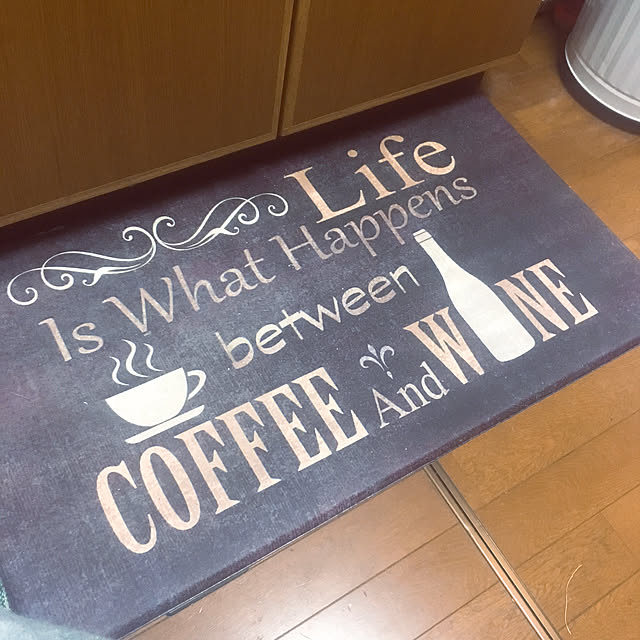 Life
Is What Happens
between
COFFEE And WINE